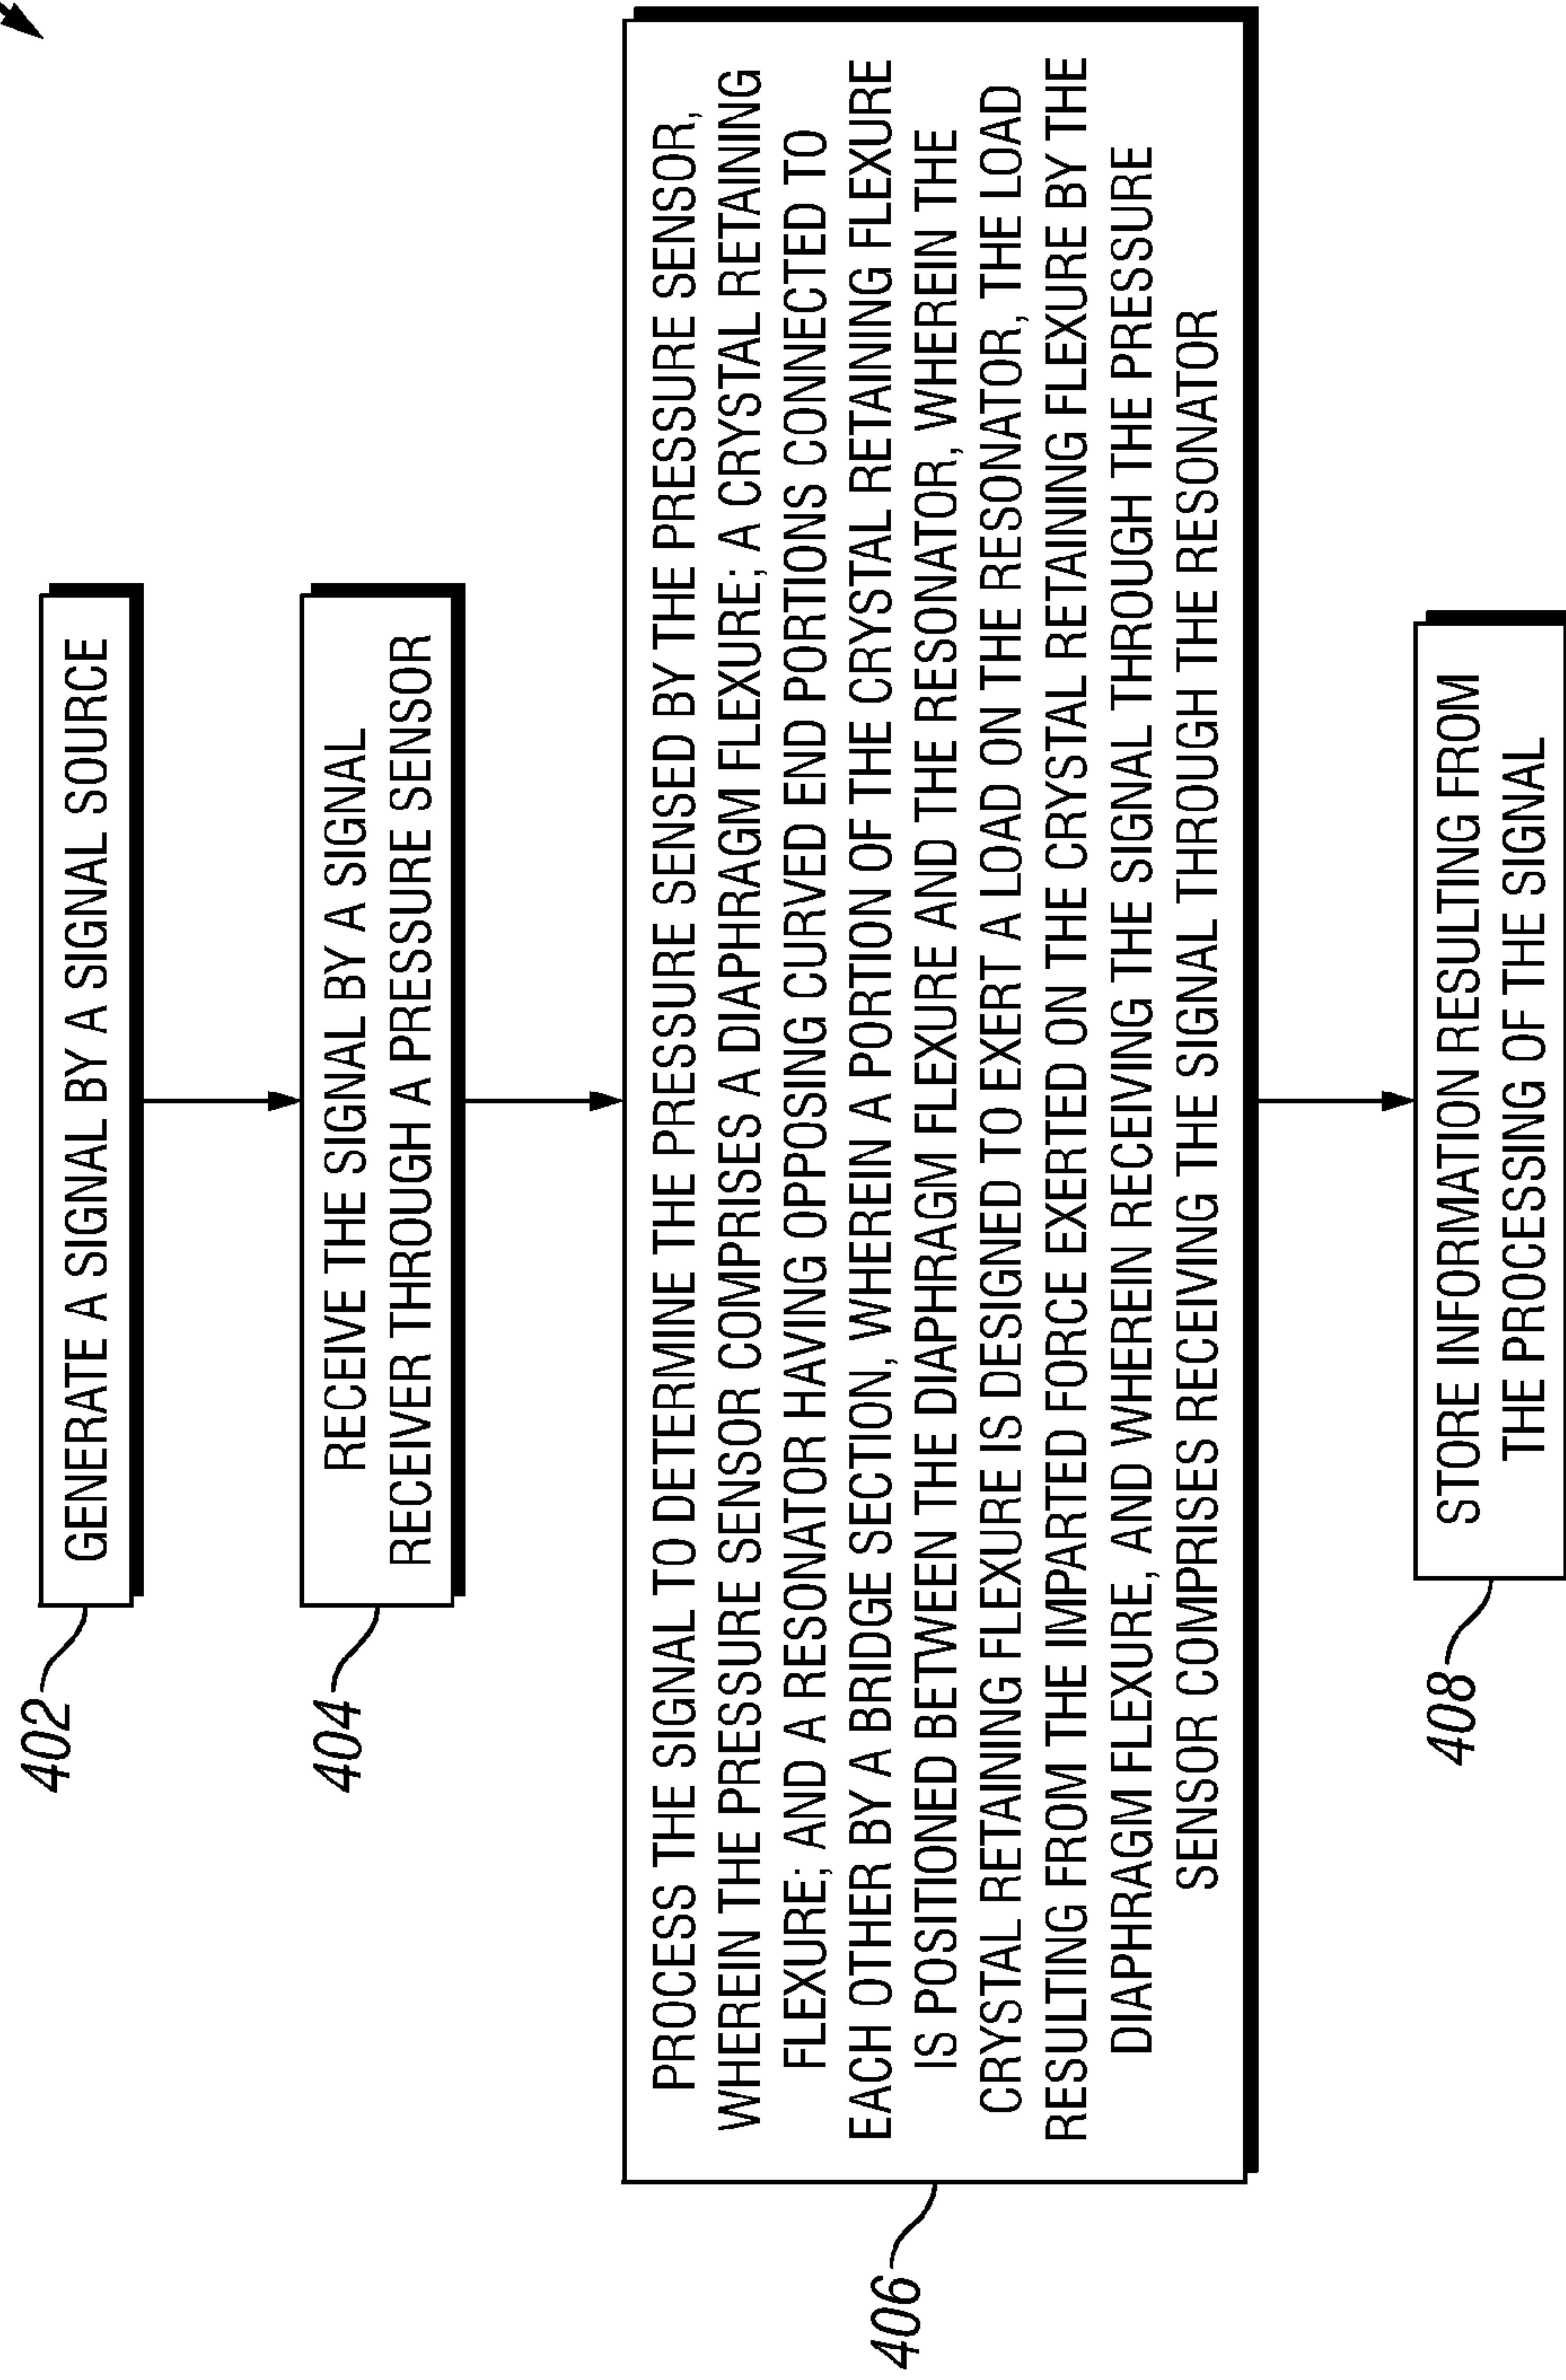 402
GENERATE A SIGNAL BY A SIGNAL SOURCE
404
RECEIVE THE SIGNAL BY A SIGNAL
RECEIVER THROUGH A PRESSURE SENSOR
406
PROCESS THE SIGNAL TO DETERMINE THE PRESSURE SENSED BY THE PRESSURE SENSOR,
WHEREIN THE PRESSURE SENSOR COMPRISES A DIAPHRAGM FLEXURE; A CRYSTAL RETAINING
FLEXURE; AND A RESONATOR HAVING OPPOSING CURVED END PORTIONS CONNECTED TO
EACH OTHER BY A BRIDGE SECTION, WHEREIN A PORTION OF THE CRYSTAL RETAINING FLEXURE
IS POSITIONED BETWEEN THE DIAPHRAGM FLEXURE AND THE RESONATOR, WHEREIN THE
CRYSTAL RETAINING FLEXURE IS DESIGNED TO EXERT A LOAD ON THE RESONATOR, THE LOAD
RESULTING FROM THE IMPARTED FORCE EXERTED ON THE CRYSTAL RETAINING FLEXURE BY THE
DIAPHRAGM FLEXURE, AND WHEREIN RECEIVING THE SIGNAL THROUGH THE PRESSURE
SENSOR COMPRISES RECEIVING THE SIGNAL THROUGH THE RESONATOR
408
STORE INFORMATION RESULTING FROM
THE PROCESSING OF THE SIGNAL